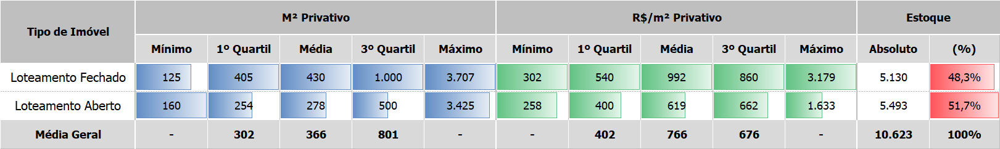 Tipo de Imóvel M² Privativo R$/m² Privativo Estoque
Mínimo 1º Quartil Média 3º Quartil Máximo Mínimo 1º Quartil Média 3º Quartil Máximo Absoluto (%)
Loteamento Fechado 125 405 430 1.000 3.707 302 540 992 860 3.179 5.130 48,3%
Loteamento Aberto 160 254 278 500 3.425 258 400 619 662 1.633 5.493 51,7%
Média Geral - 302 366 801 - - 402 766 676 - 10.623 100%